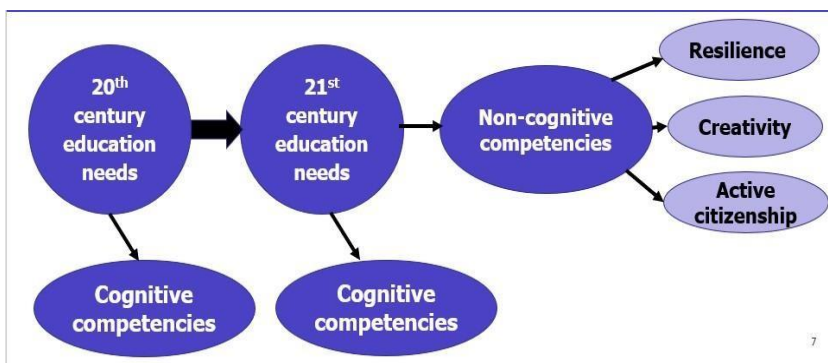 20th
century
education
needs
21st
century
education
needs
Non-cognitive
competencies
Resilience
Creativity
Active
citizenship
Cognitive
competencies
Cognitive
competencies
7